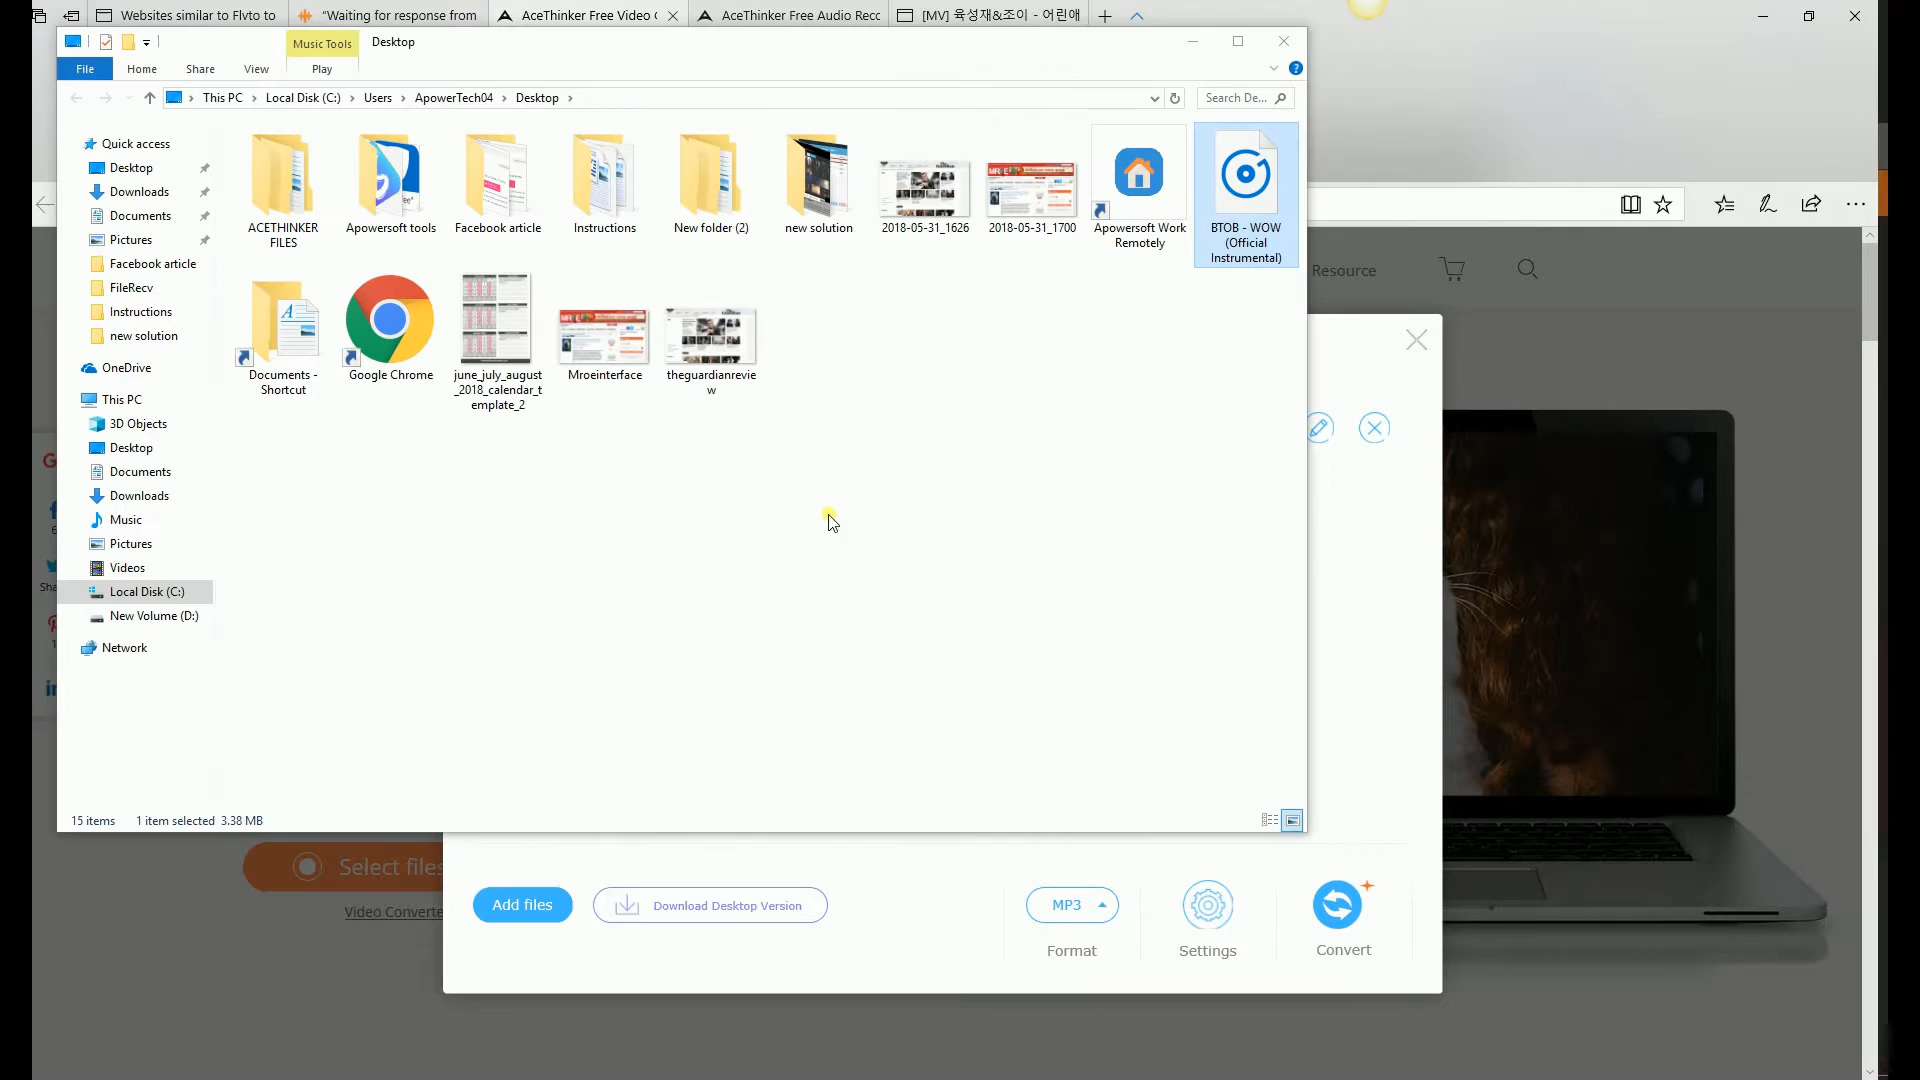 Websites similar to Flvto to
"Waiting for response from
AceThinker Free Video
AceThinker Free Audio Recc
[MV] 육성재&조이 - 어린애
Music Tools
Desktop
File
Home
Share
View
Play
This PC
Local Disk (C:)
Users
ApowerTech04
Desktop
Search De...
Quick access
Desktop
Downloads
Documents
Pictures
Facebook article
FileRecv
Instructions
new solution
OneDrive
This PC
3D Objects
Desktop
Documents
Downloads
Music
Pictures
Videos
Local Disk (C:)
New Volume (D:)
Network
ACETHINKER
FILES
Apowersoft tools
Facebook article
Instructions
New folder (2)
new solution
2018-05-31_1626
2018-05-31_1700
Apowersoft Work
Remotely
BTOB - WOW
(Official
Instrumental)
Documents -
Shortcut
Google Chrome
june_july_august
_2018_calendar_t
emplate_2
Mroeinterface
theguardianrevie
w
15 items
1 item selected 3.38 MB
Resource
Select files
Video Converte
Add files
Download Desktop Version
MP3
Format
Settings
Convert